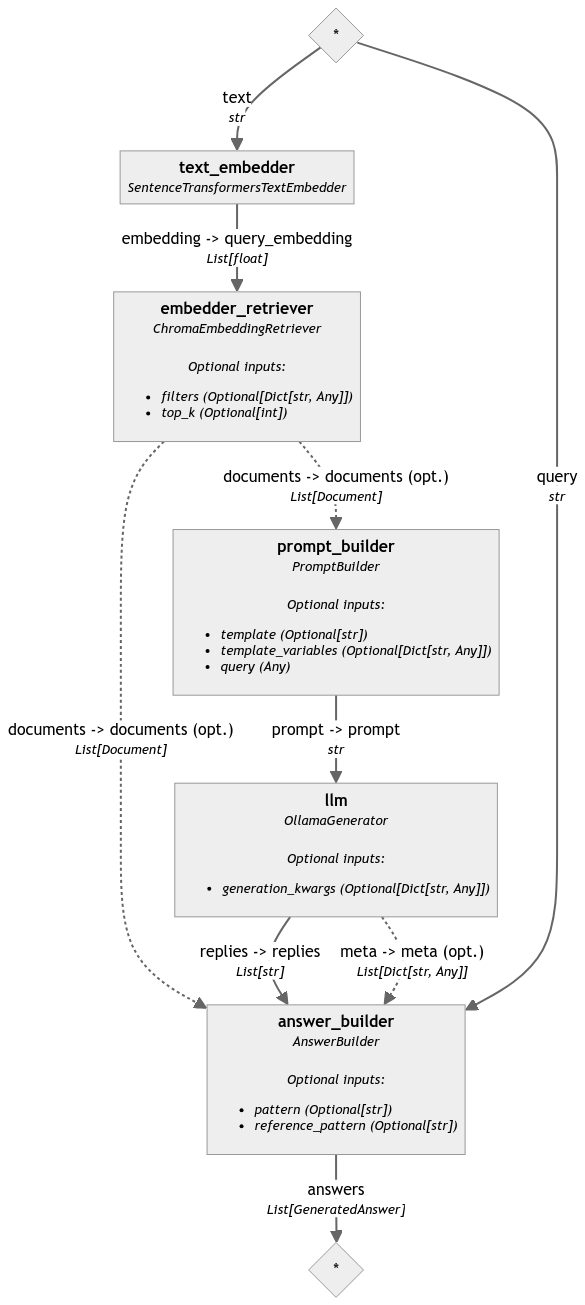 *
text
str
text_embedder
SentenceTransformersTextEmbedder
embedding -> query_embedding
List[float]
embedder_retriever
ChromaEmbeddingRetriever
Optional inputs:
• filters (Optional[Dict[str, Any]])
• top_k (Optional[int])
documents -> documents (opt.)
List[Document]
query
str
prompt_builder
PromptBuilder
Optional inputs:
• template (Optional[str])
• template_variables (Optional[Dict[str, Any]])
• query (Any)
documents -> documents (opt.)
List[Document]
prompt -> prompt
str
llm
OllamaGenerator
Optional inputs:
• generation_kwargs (Optional[Dict[str, Any]])
replies -> replies
List[str]
meta -> meta (opt.)
List[Dict[str, Any]]
answer_builder
AnswerBuilder
Optional inputs:
• pattern (Optional[str])
• reference_pattern (Optional[str])
answers
List[GeneratedAnswer]
*